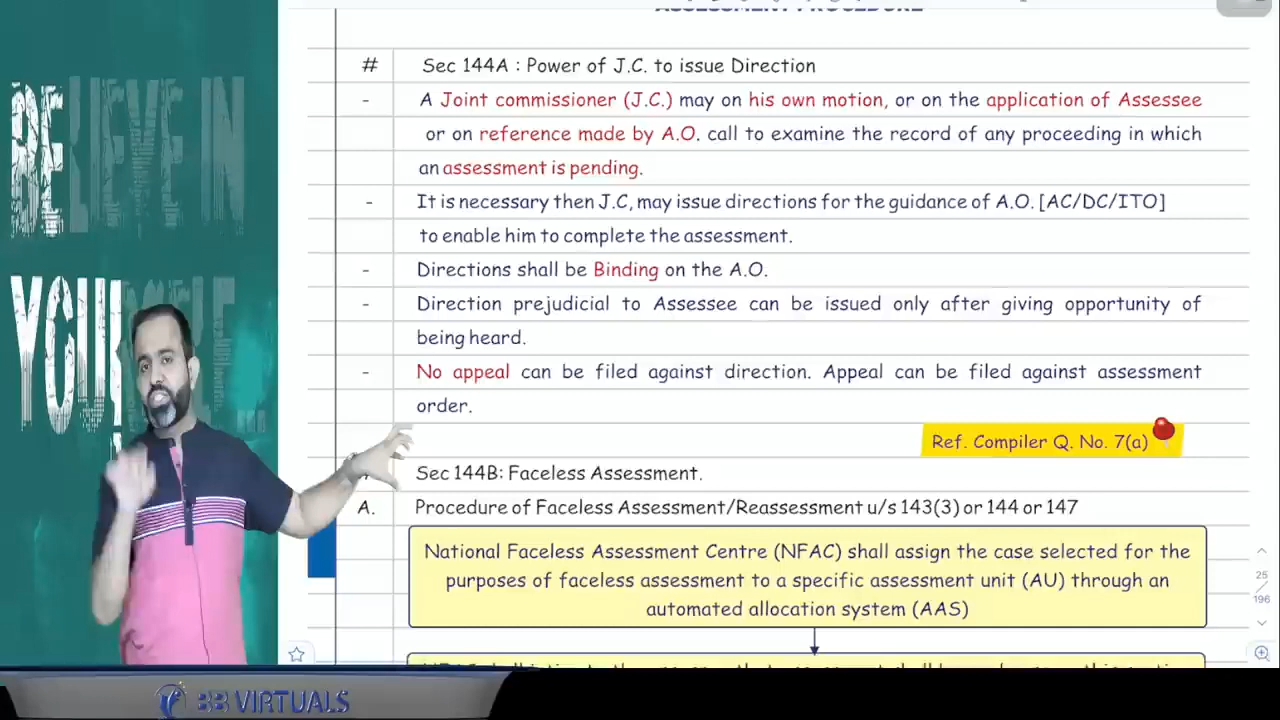 ASSESSMENT PROCEDURE
BELIEVE IN
# Sec 144A : Power of J.C. to issue Direction
- A Joint commissioner (J.C.) may on his own motion, or on the application of Assessee
or on reference made by A.O. call to examine the record of any proceeding in which
an assessment is pending.
- It is necessary then J.C, may issue directions for the guidance of A.O. [AC/DC/ITO]
to enable him to complete the assessment.
- Directions shall be Binding on the A.O.
- Direction prejudicial to Assessee can be issued only after giving opportunity of
being heard.
- No appeal can be filed against direction. Appeal can be filed against assessment
order.
Ref. Compiler Q. No. 7(a)
Sec 144B: Faceless Assessment.
A. Procedure of Faceless Assessment/Reassessment u/s 143(3) or 144 or 147
National Faceless Assessment Centre (NFAC) shall assign the case selected for the
purposes of faceless assessment to a specific assessment unit (AU) through an
automated allocation system (AAS)
25
196
BB VIRTUALS